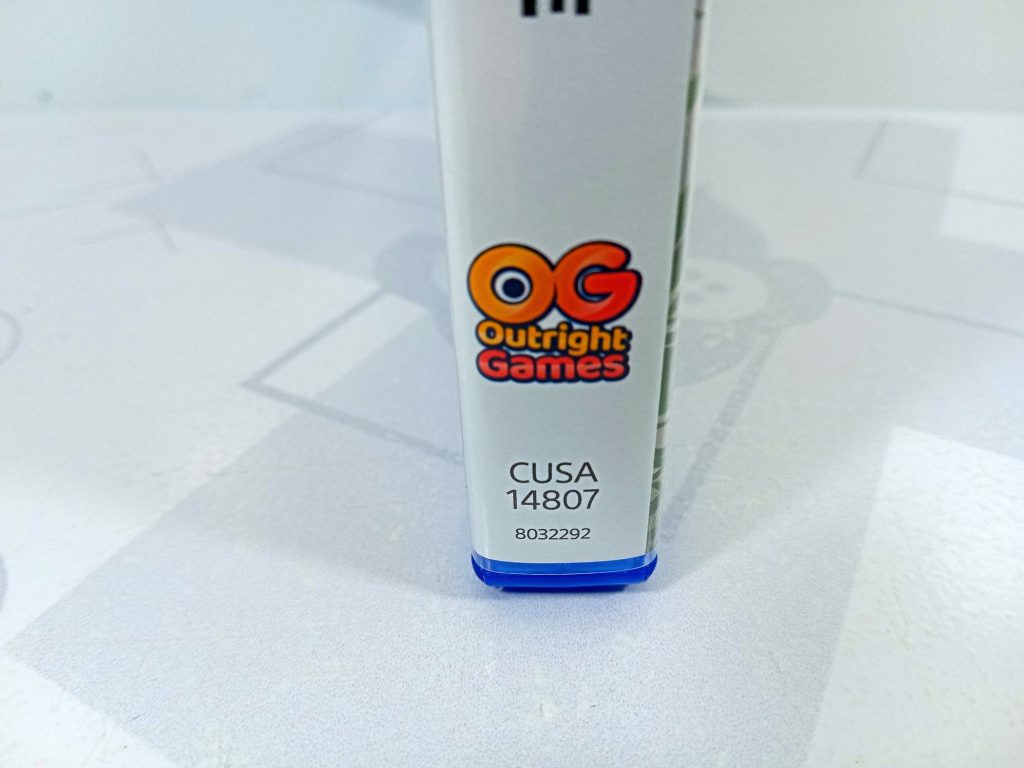 OG
Outright
Games
CUSA
14807
8032292